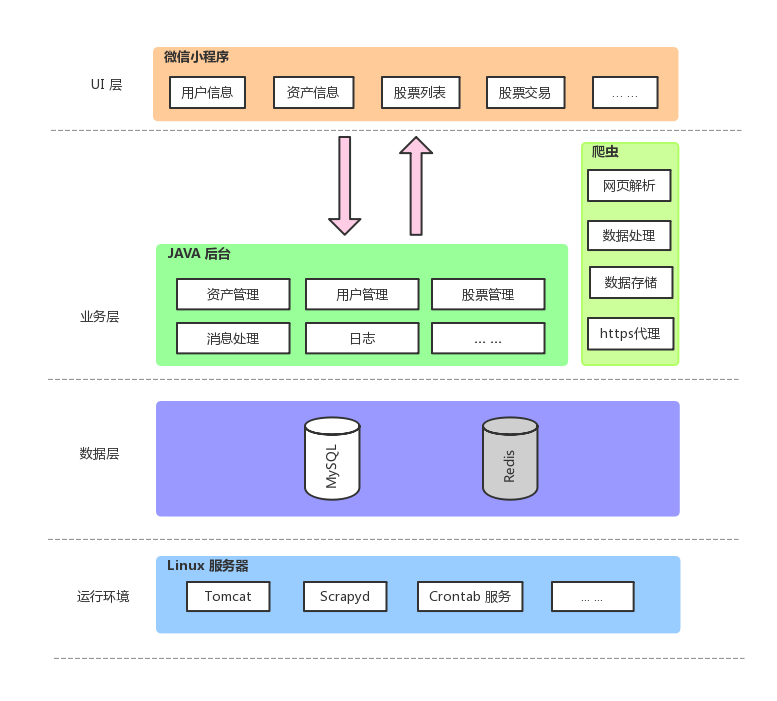 微信小程序
UI 层
用户信息
资产信息
股票列表
股票交易
... ...
爬虫
网页解析
数据处理
数据存储
https代理
JAVA 后台
业务层
资产管理
用户管理
股票管理
消息处理
日志
... ...
数据层
MySQL
Redis
Linux 服务器
运行环境
Tomcat
Scrapyd
Crontab 服务
... ...